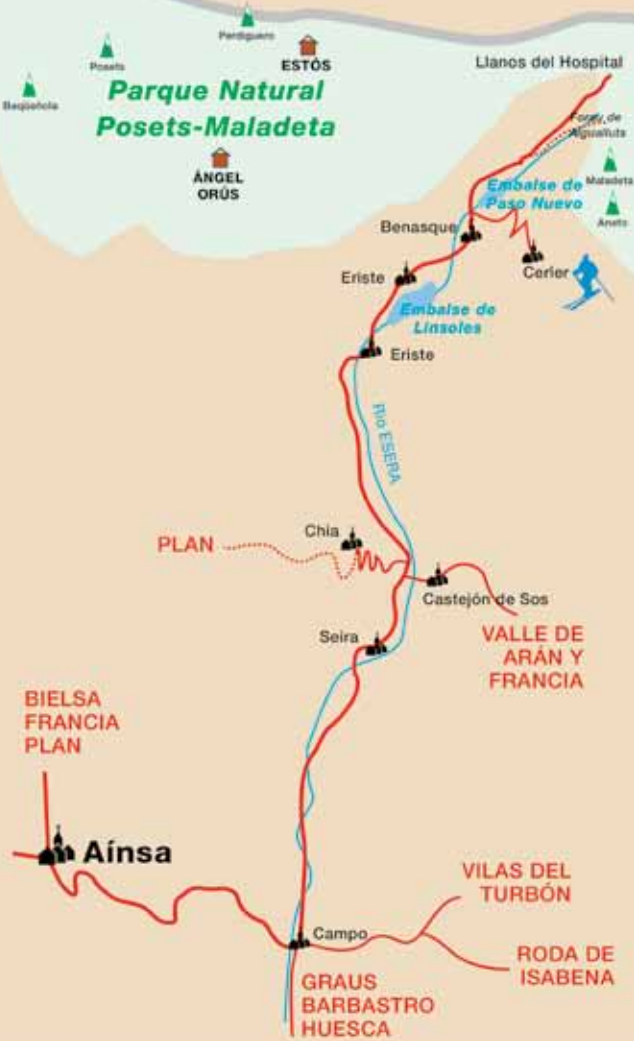 Perdiguero
Posets
ESTÓS
Llanos del Hospital
Parque Natural
Posets-Maladeta
ÁNGEL
ORÚS
Maladeta
Aneto
Embalse de
Paso Nuevo
Benasque
Cerler
Eriste
Embalse de
Linsoles
Eriste
Rio ESERA
Chia
PLAN
Castejón de Sos
Seira
VALLE DE
ARÁN Y
FRANCIA
BIELSA
FRANCIA
PLAN
Aínsa
VILAS DEL
TURBÓN
Campo
RODA DE
ISABENA
GRAUS
BARBASTRO
HUESCA